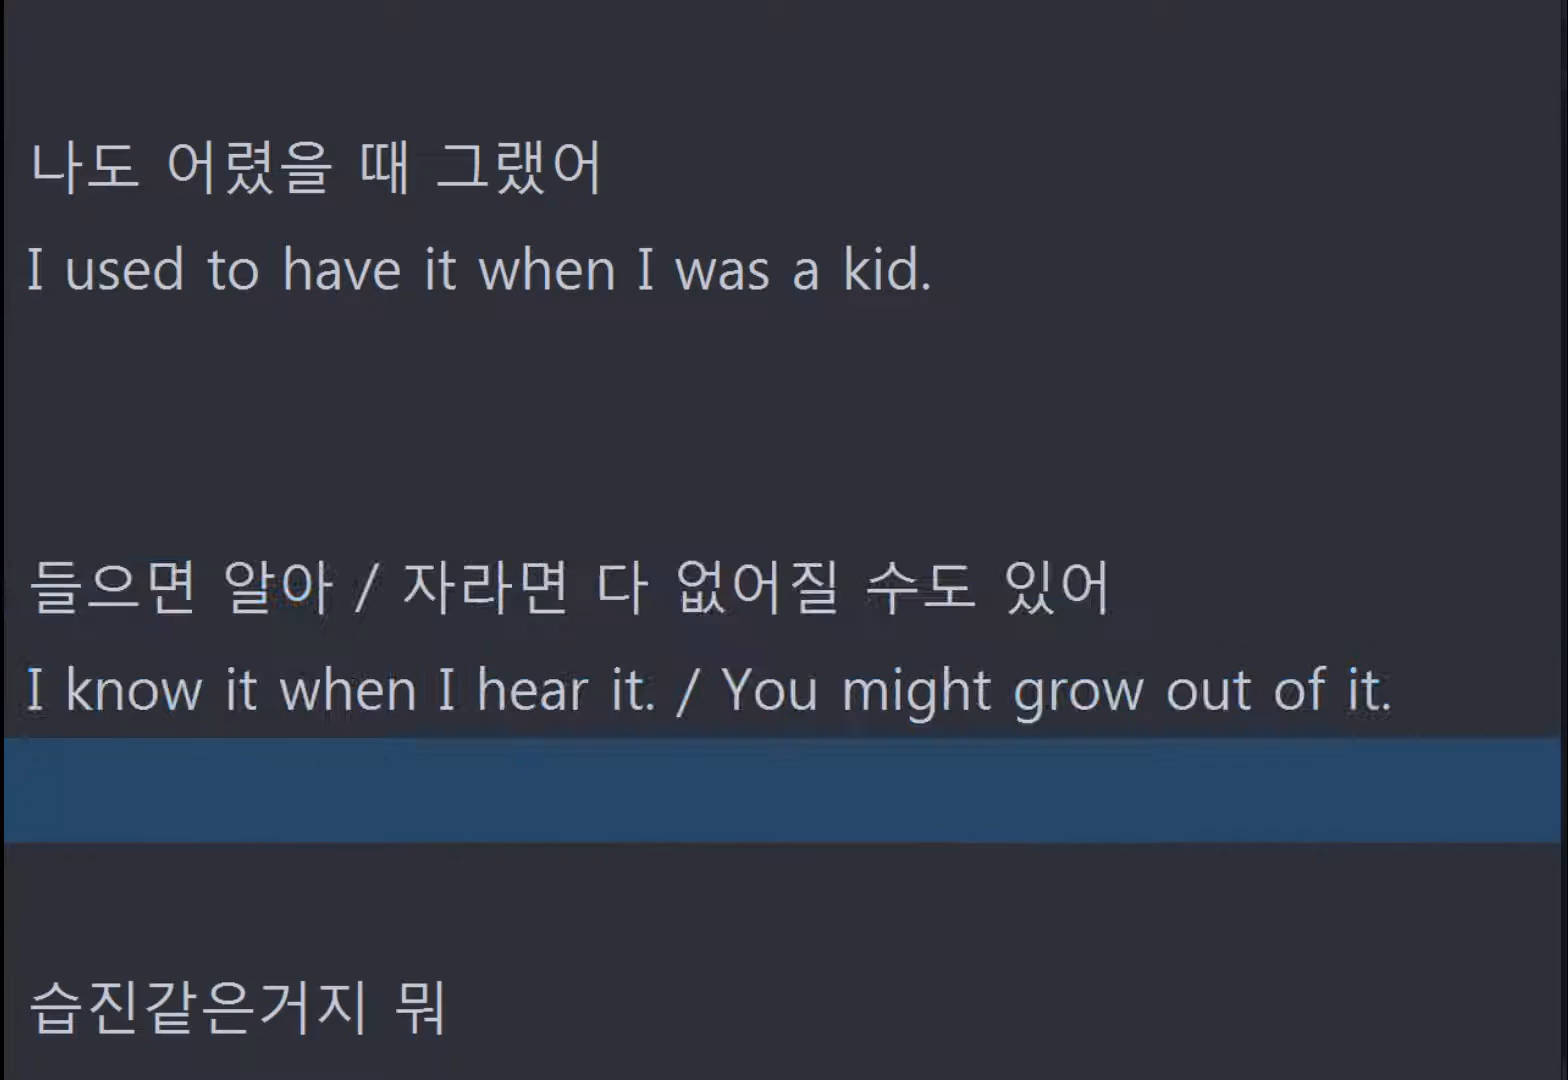 나도 어렸을 때 그랬어
I used to have it when I was a kid.
들으면 알아 / 자라면 다 없어질 수도 있어
I know it when I hear it. / You might grow out of it.
습진같은거지 뭐